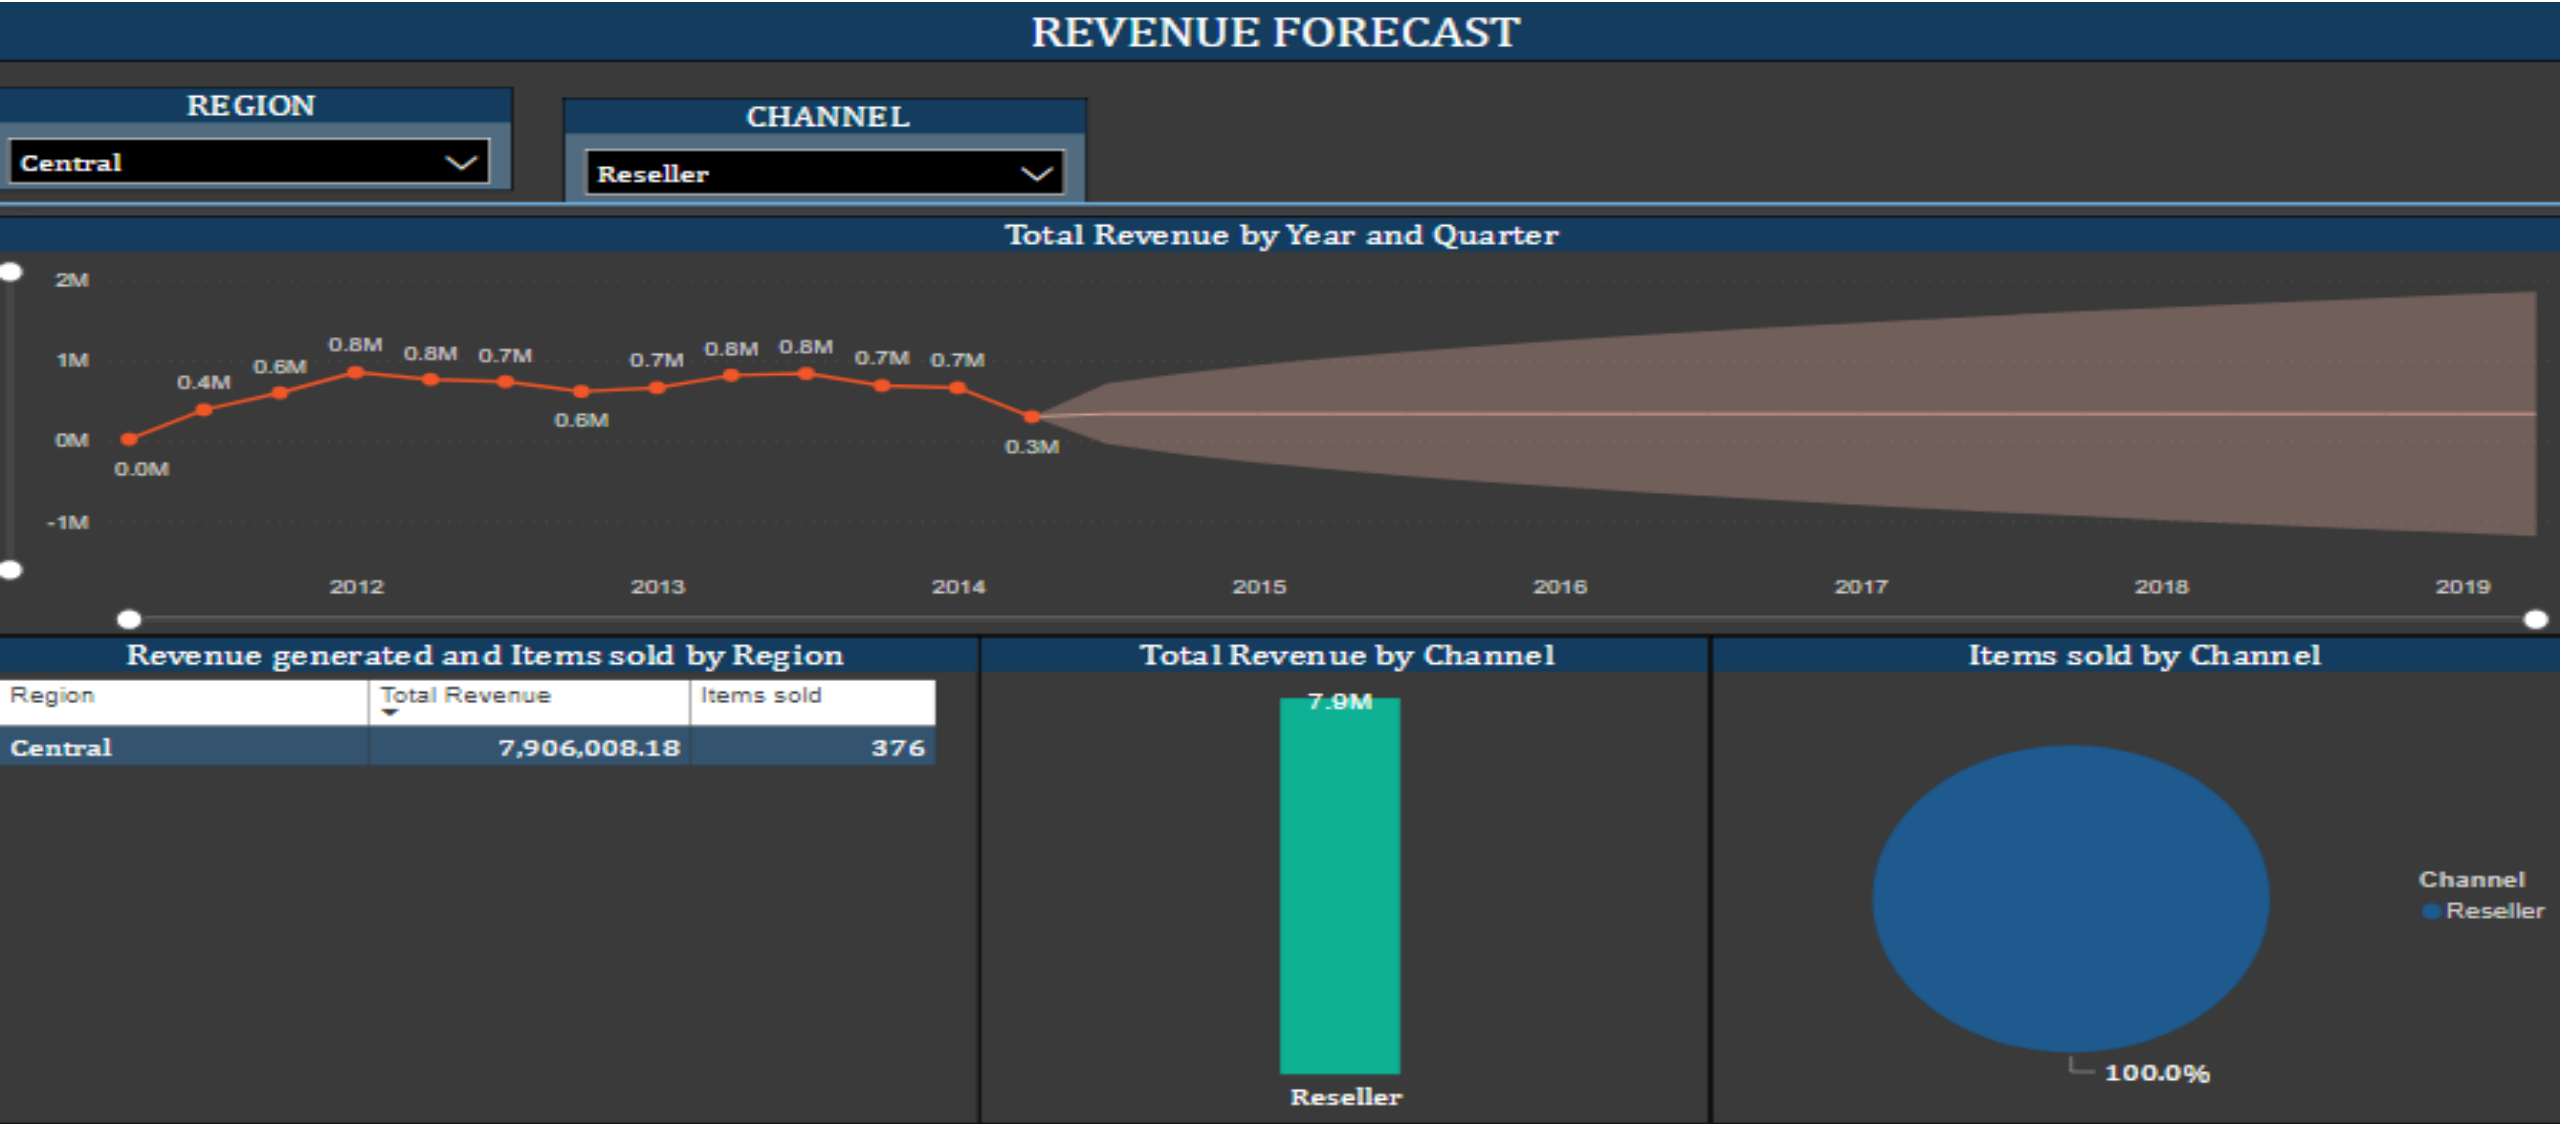 REVENUE FORECAST
REGION
Central
CHANNEL
Reseller
Total Revenue by Year and Quarter
2M
1M
0M
-1M
0.0M
0.4M
0.6M
0.8M
0.8M
0.7M
0.6M
0.7M
0.8M
0.8M
0.7M
0.7M
0.3M
2012 2013 2014 2015 2016 2017 2018 2019
Revenue generated and Items sold by Region
Region Total Revenue Items sold
Central 7,906,008.18 376
Total Revenue by Channel
7.9M
Reseller
Items sold by Channel
100.0%
Channel
Reseller